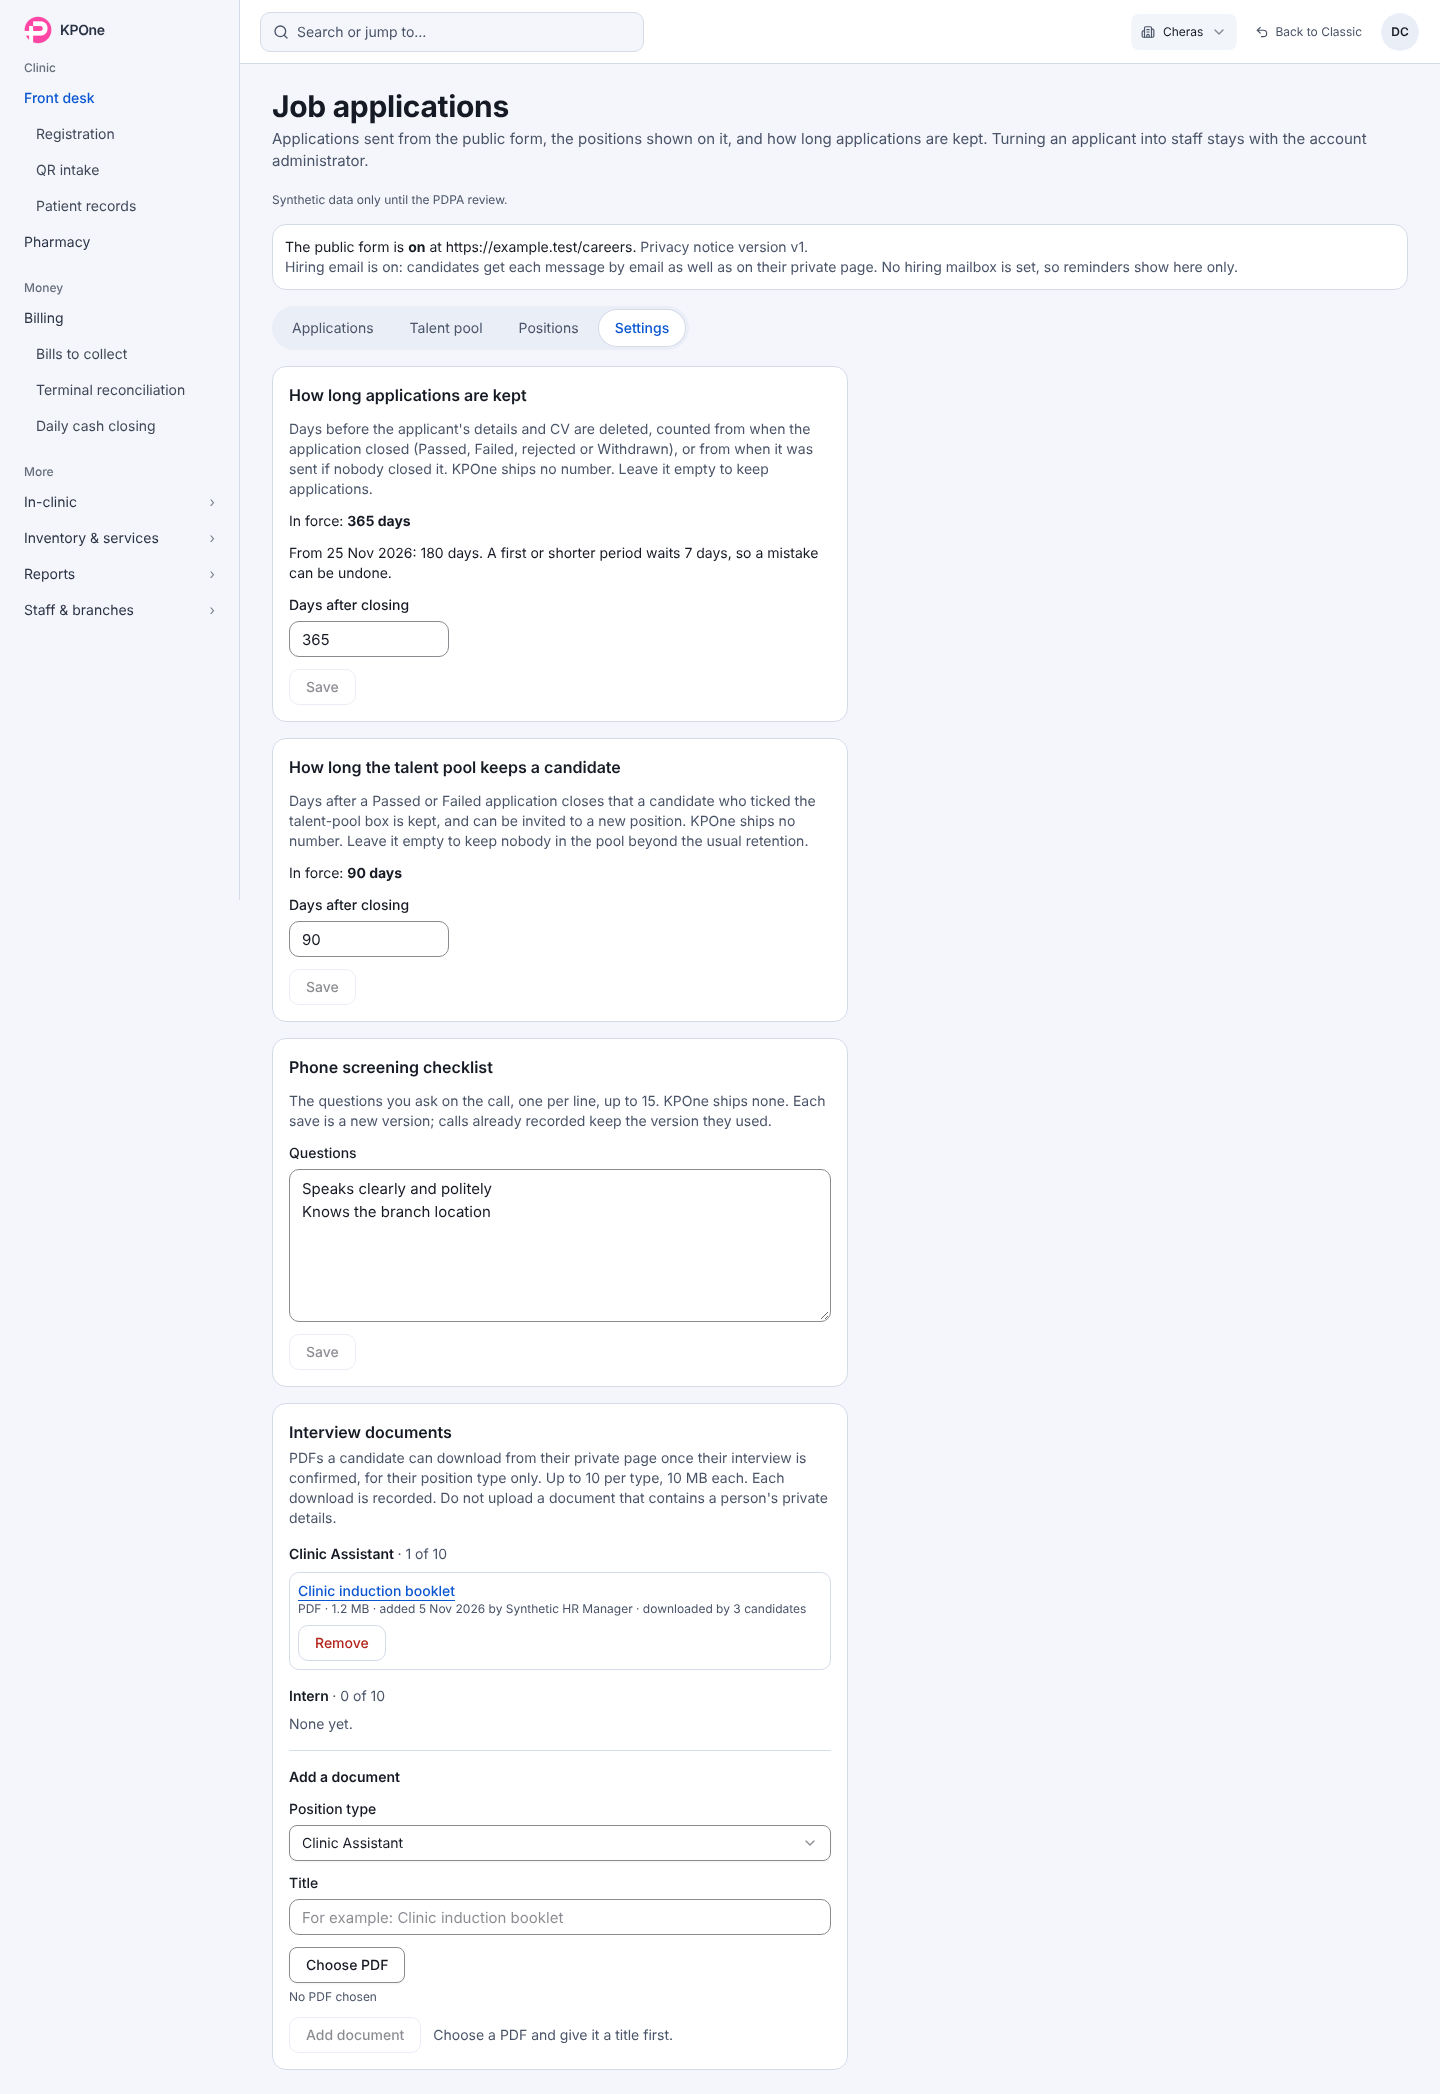 KPOne
Clinic
Front desk
Registration
QR intake
Patient records
Pharmacy
Money
Billing
Bills to collect
Terminal reconciliation
Daily cash closing
More
In-clinic
Inventory & services
Reports
Staff & branches
Search or jump to...
Cheras
Back to Classic
DC
Job applications
Applications sent from the public form, the positions shown on it, and how long applications are kept. Turning an applicant into staff stays with the account
administrator.
Synthetic data only until the PDPA review.
The public form is on at https://example.test/careers. Privacy notice version v1.
Hiring email is on: candidates get each message by email as well as on their private page. No hiring mailbox is set, so reminders show here only.
Applications
Talent pool
Positions
Settings
How long applications are kept
Days before the applicant's details and CV are deleted, counted from when the
application closed (Passed, Failed, rejected or Withdrawn), or from when it was
sent if nobody closed it. KPOne ships no number. Leave it empty to keep
applications.
In force: 365 days
From 25 Nov 2026: 180 days. A first or shorter period waits 7 days, so a mistake
can be undone.
Days after closing
365
Save
How long the talent pool keeps a candidate
Days after a Passed or Failed application closes that a candidate who ticked the
talent-pool box is kept, and can be invited to a new position. KPOne ships no
number. Leave it empty to keep nobody in the pool beyond the usual retention.
In force: 90 days
Days after closing
90
Save
Phone screening checklist
The questions you ask on the call, one per line, up to 15. KPOne ships none. Each
save is a new version; calls already recorded keep the version they used.
Questions
Speaks clearly and politely
Knows the branch location
Save
Interview documents
PDFs a candidate can download from their private page once their interview is
confirmed, for their position type only. Up to 10 per type, 10 MB each. Each
download is recorded. Do not upload a document that contains a person's private
details.
Clinic Assistant · 1 of 10
Clinic induction booklet
PDF · 1.2 MB · added 5 Nov 2026 by Synthetic HR Manager · downloaded by 3 candidates
Remove
Intern · 0 of 10
None yet.
Add a document
Position type
Clinic Assistant
Title
For example: Clinic induction booklet
Choose PDF
No PDF chosen
Add document
Choose a PDF and give it a title first.